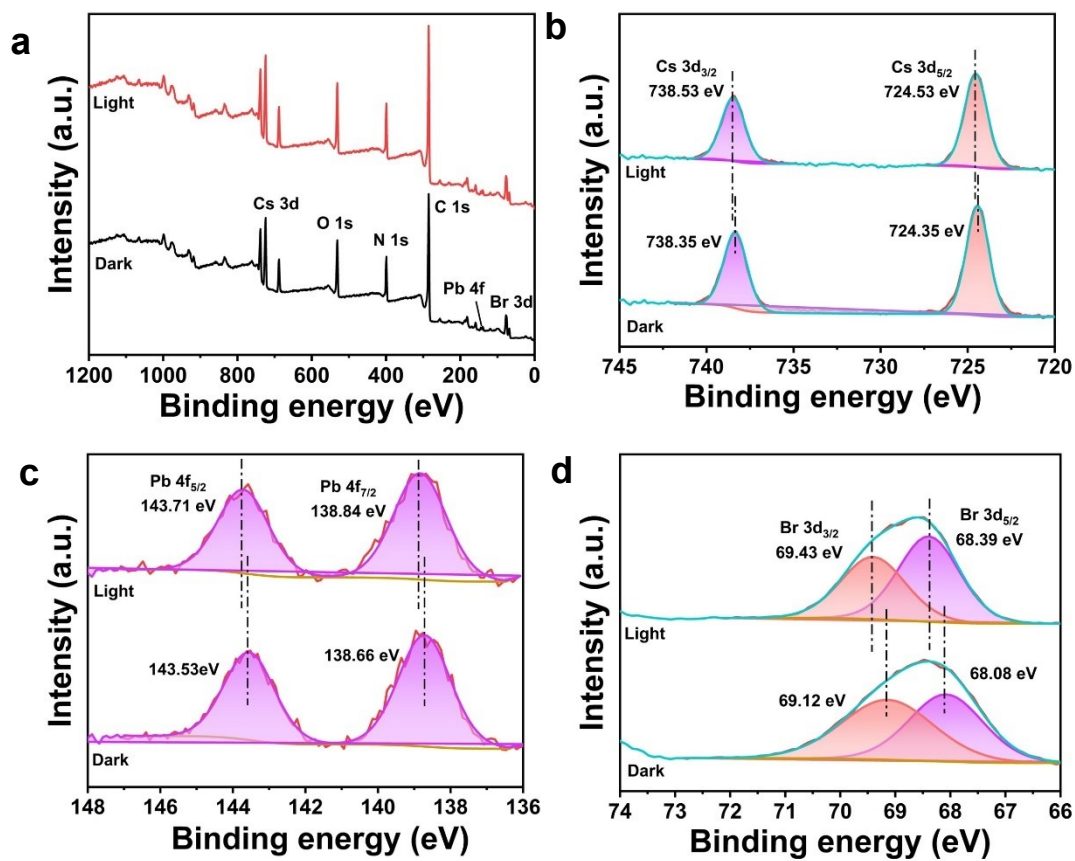 a
Intensity (a.u.)
Light
Dark
Cs 3d
O 1s
N 1s
C 1s
Pb 4f
Br 3d
1200 1000 800 600 400 200 0
Binding energy (eV)
b
Intensity (a.u.)
Cs 3d3/2
738.53 eV
Cs 3d5/2
724.53 eV
Light
738.35 eV
724.35 eV
Dark
745 740 735 730 725 720
Binding energy (eV)
c
Intensity (a.u.)
Pb 4f5/2
143.71 eV
Pb 4f7/2
138.84 eV
Light
143.53eV
138.66 eV
Dark
148 146 144 142 140 138 136
Binding energy (eV)
d
Intensity (a.u.)
Br 3d3/2
69.43 eV
Br 3d5/2
68.39 eV
Light
69.12 eV
68.08 eV
Dark
74 73 72 71 70 69 68 67 66
Binding energy (eV)